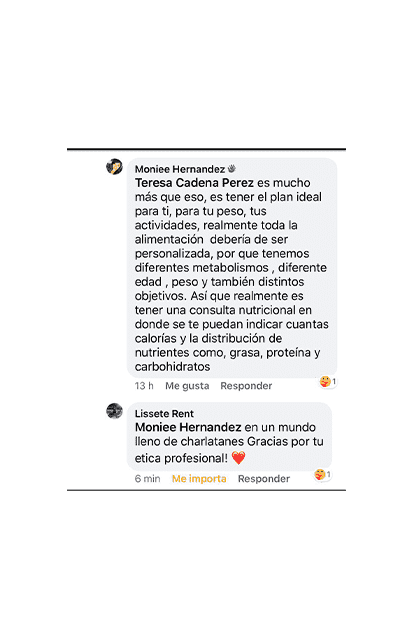 Moniee Hernandez
Teresa Cadena Perez es mucho
más que eso, es tener el plan ideal
para ti, para tu peso, tus
actividades, realmente toda la
alimentación  debería de ser
personalizada, por que tenemos
diferentes metabolismos , diferente
edad , peso y también distintos
objetivos. Así que realmente es
tener una consulta nutricional en
donde se te puedan indicar cuantas
calorías y la distribución de
nutrientes como, grasa, proteína y
carbohidratos
13 h Me gusta Responder 1
Lissete Rent
Moniee Hernandez en un mundo
lleno de charlatanes Gracias por tu
etica profesional! ❤️
6 min Me importa Responder 1